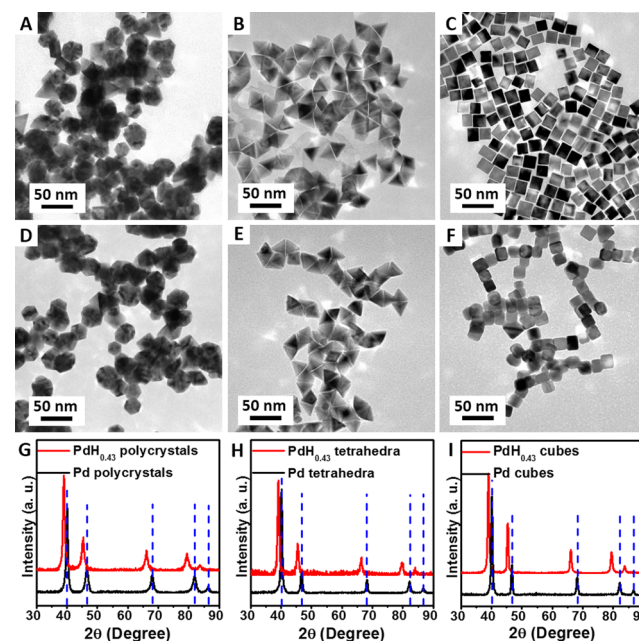 A
50 nm
B
50 nm
C
50 nm
D
50 nm
E
50 nm
F
50 nm
G
PdH0.43 polycrystals
Pd polycrystals
Intensity (a. u.)
30 40 50 60 70 80 90
2θ (Degree)
H
PdH0.43 tetrahedra
Pd tetrahedra
Intensity (a. u.)
30 40 50 60 70 80 90
2θ (Degree)
I
PdH0.43 cubes
Pd cubes
Intensity (a. u.)
30 40 50 60 70 80 90
2θ (Degree)